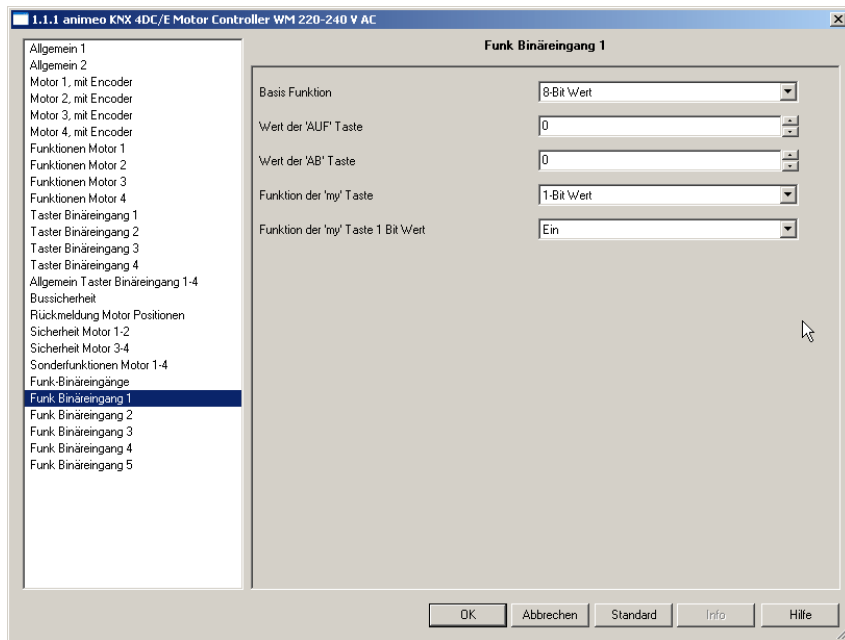 1.1.1 animeo KNX 4DC/E Motor Controller WM 220-240 V AC
Allgemein 1
Allgemein 2
Motor 1, mit Encoder
Motor 2, mit Encoder
Motor 3, mit Encoder
Motor 4, mit Encoder
Funktionen Motor 1
Funktionen Motor 2
Funktionen Motor 3
Funktionen Motor 4
Taster Binäreingang 1
Taster Binäreingang 2
Taster Binäreingang 3
Taster Binäreingang 4
Allgemein Taster Binäreingang 1-4
Bussicherheit
Rückmeldung Motor Positionen
Sicherheit Motor 1-2
Sicherheit Motor 3-4
Sonderfunktionen Motor 1-4
Funk-Binäreingänge
Funk Binäreingang 1
Funk Binäreingang 2
Funk Binäreingang 3
Funk Binäreingang 4
Funk Binäreingang 5
Funk Binäreingang 1
Basis Funktion 8-Bit Wert
Wert der 'AUF' Taste 0
Wert der 'AB' Taste 0
Funktion der 'my' Taste 1-Bit Wert
Funktion der 'my' Taste 1 Bit Wert Ein
OK Abbrechen Standard Info Hilfe